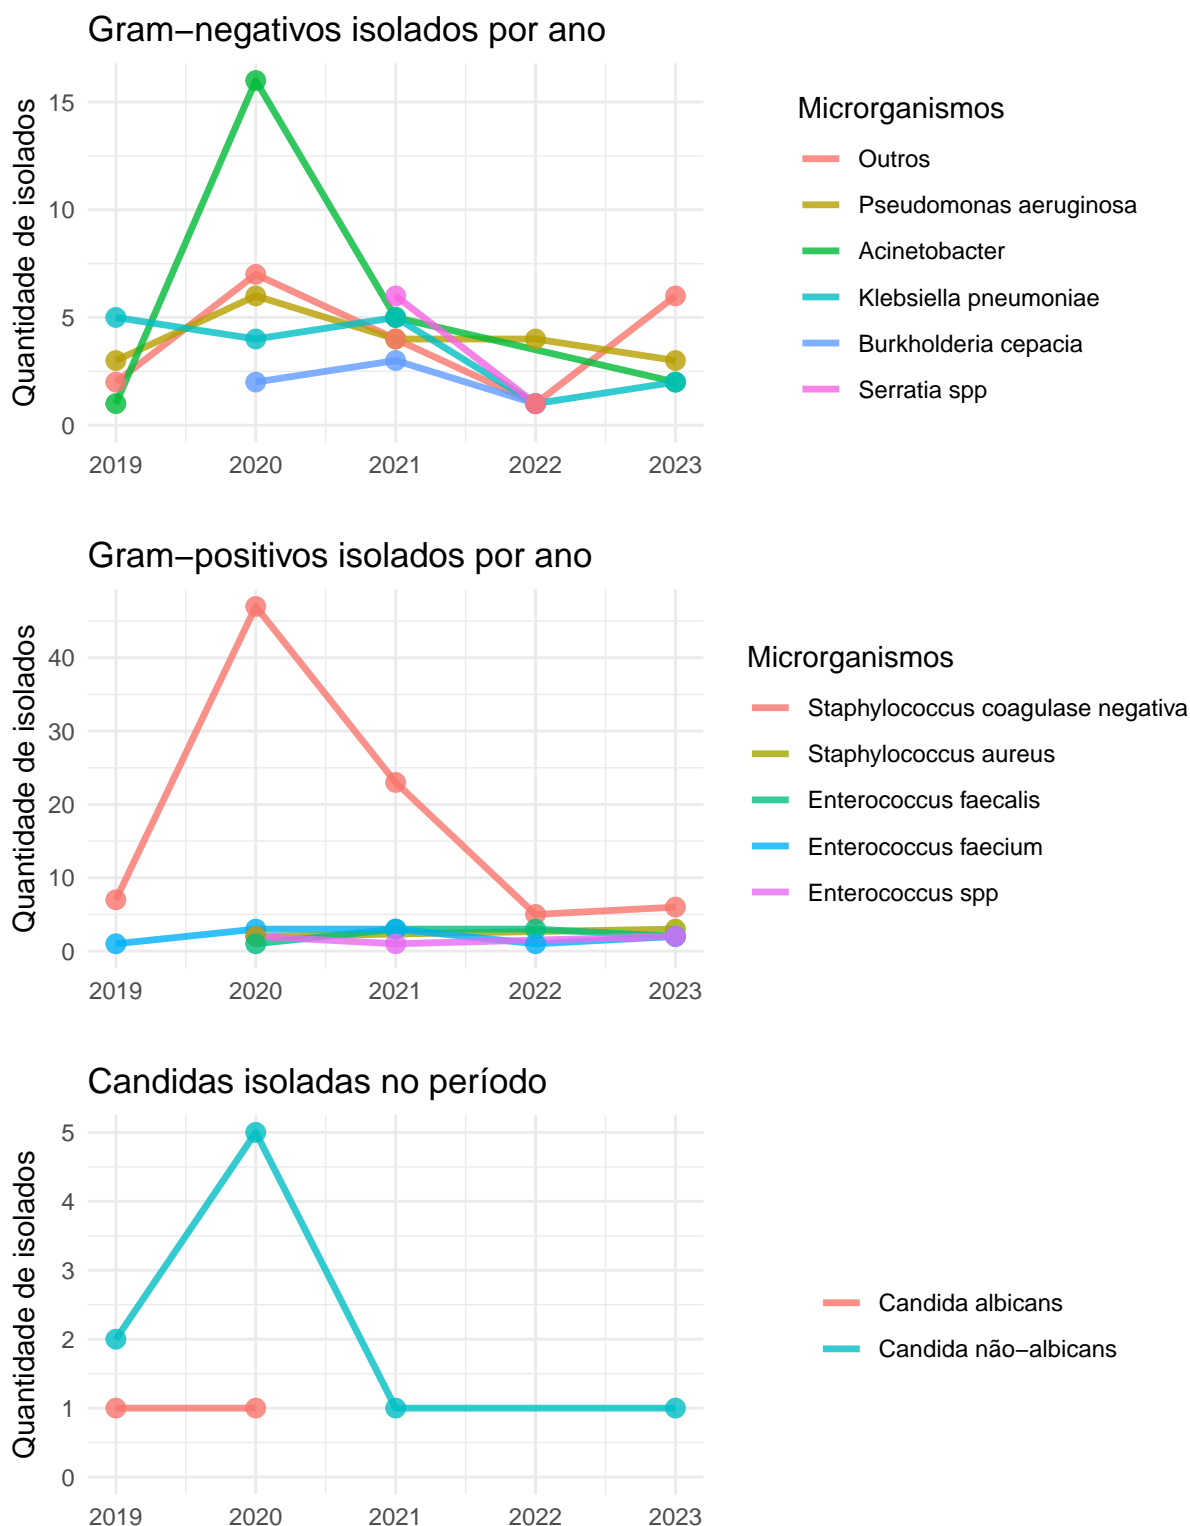 Gram−negativos isolados por ano
Quantidade de isolados
15
10
5
0
2019 2020 2021 2022 2023
Microrganismos
Outros
Pseudomonas aeruginosa
Acinetobacter
Klebsiella pneumoniae
Burkholderia cepacia
Serratia spp
Gram−positivos isolados por ano
Quantidade de isolados
40
30
20
10
0
2019 2020 2021 2022 2023
Microrganismos
Staphylococcus coagulase negativa
Staphylococcus aureus
Enterococcus faecalis
Enterococcus faecium
Enterococcus spp
Candidas isoladas no período
Quantidade de isolados
5
4
3
2
1
0
2019 2020 2021 2022 2023
Candida albicans
Candida não−albicans